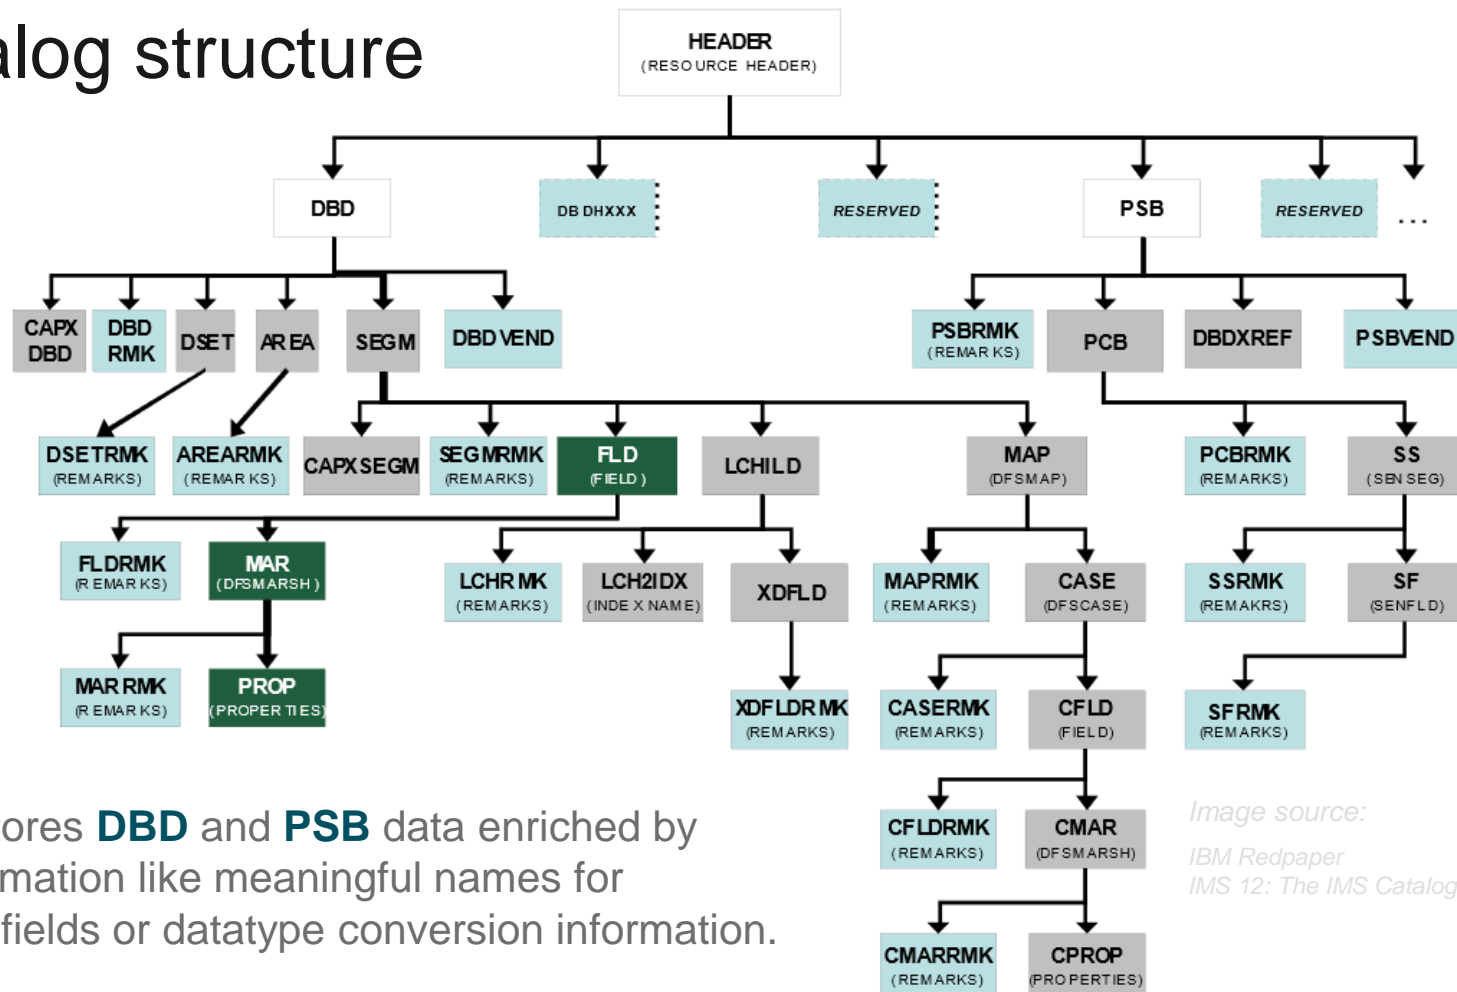 alog structure
HEADER
(RESOURCE HEADER)
DBD
DBDHXXX
RESERVED
PSB
RESERVED
...
CAPX
DBD
DBD
RMK
DSET
AREA
SEGM
DBDVEND
PSBRMK
(REMARKS)
PCB
DBDXREF
PSBVEND
DSETRMK
(REMARKS)
AREARMK
(REMARKS)
CAPXSEGM
SEGMRMK
(REMARKS)
FLD
(FIELD)
LCHILD
MAP
(DFSMAP)
PCBRMK
(REMARKS)
SS
(SENSEG)
FLDRMK
(REMARKS)
MAR
(DFSMARSH)
LCHRMK
(REMARKS)
LCH2IDX
(INDEX NAME)
XDFLD
MAPRMK
(REMARKS)
CASE
(DFSCASE)
SSRMK
(REMAKRS)
SF
(SENFLD)
MARRMK
(REMARKS)
PROP
(PROPERTIES)
XDFLDRMK
(REMARKS)
CASERMK
(REMARKS)
CFLD
(FIELD)
SFRMK
(REMARKS)
CFLDRMK
(REMARKS)
CMAR
(DFSMARSH)
CMARRMK
(REMARKS)
CPROP
(PROPERTIES)
tores DBD and PSB data enriched by
rmation like meaningful names for
fields or datatype conversion information.
Image source:
IBM Redpaper
IMS 12: The IMS Catalog